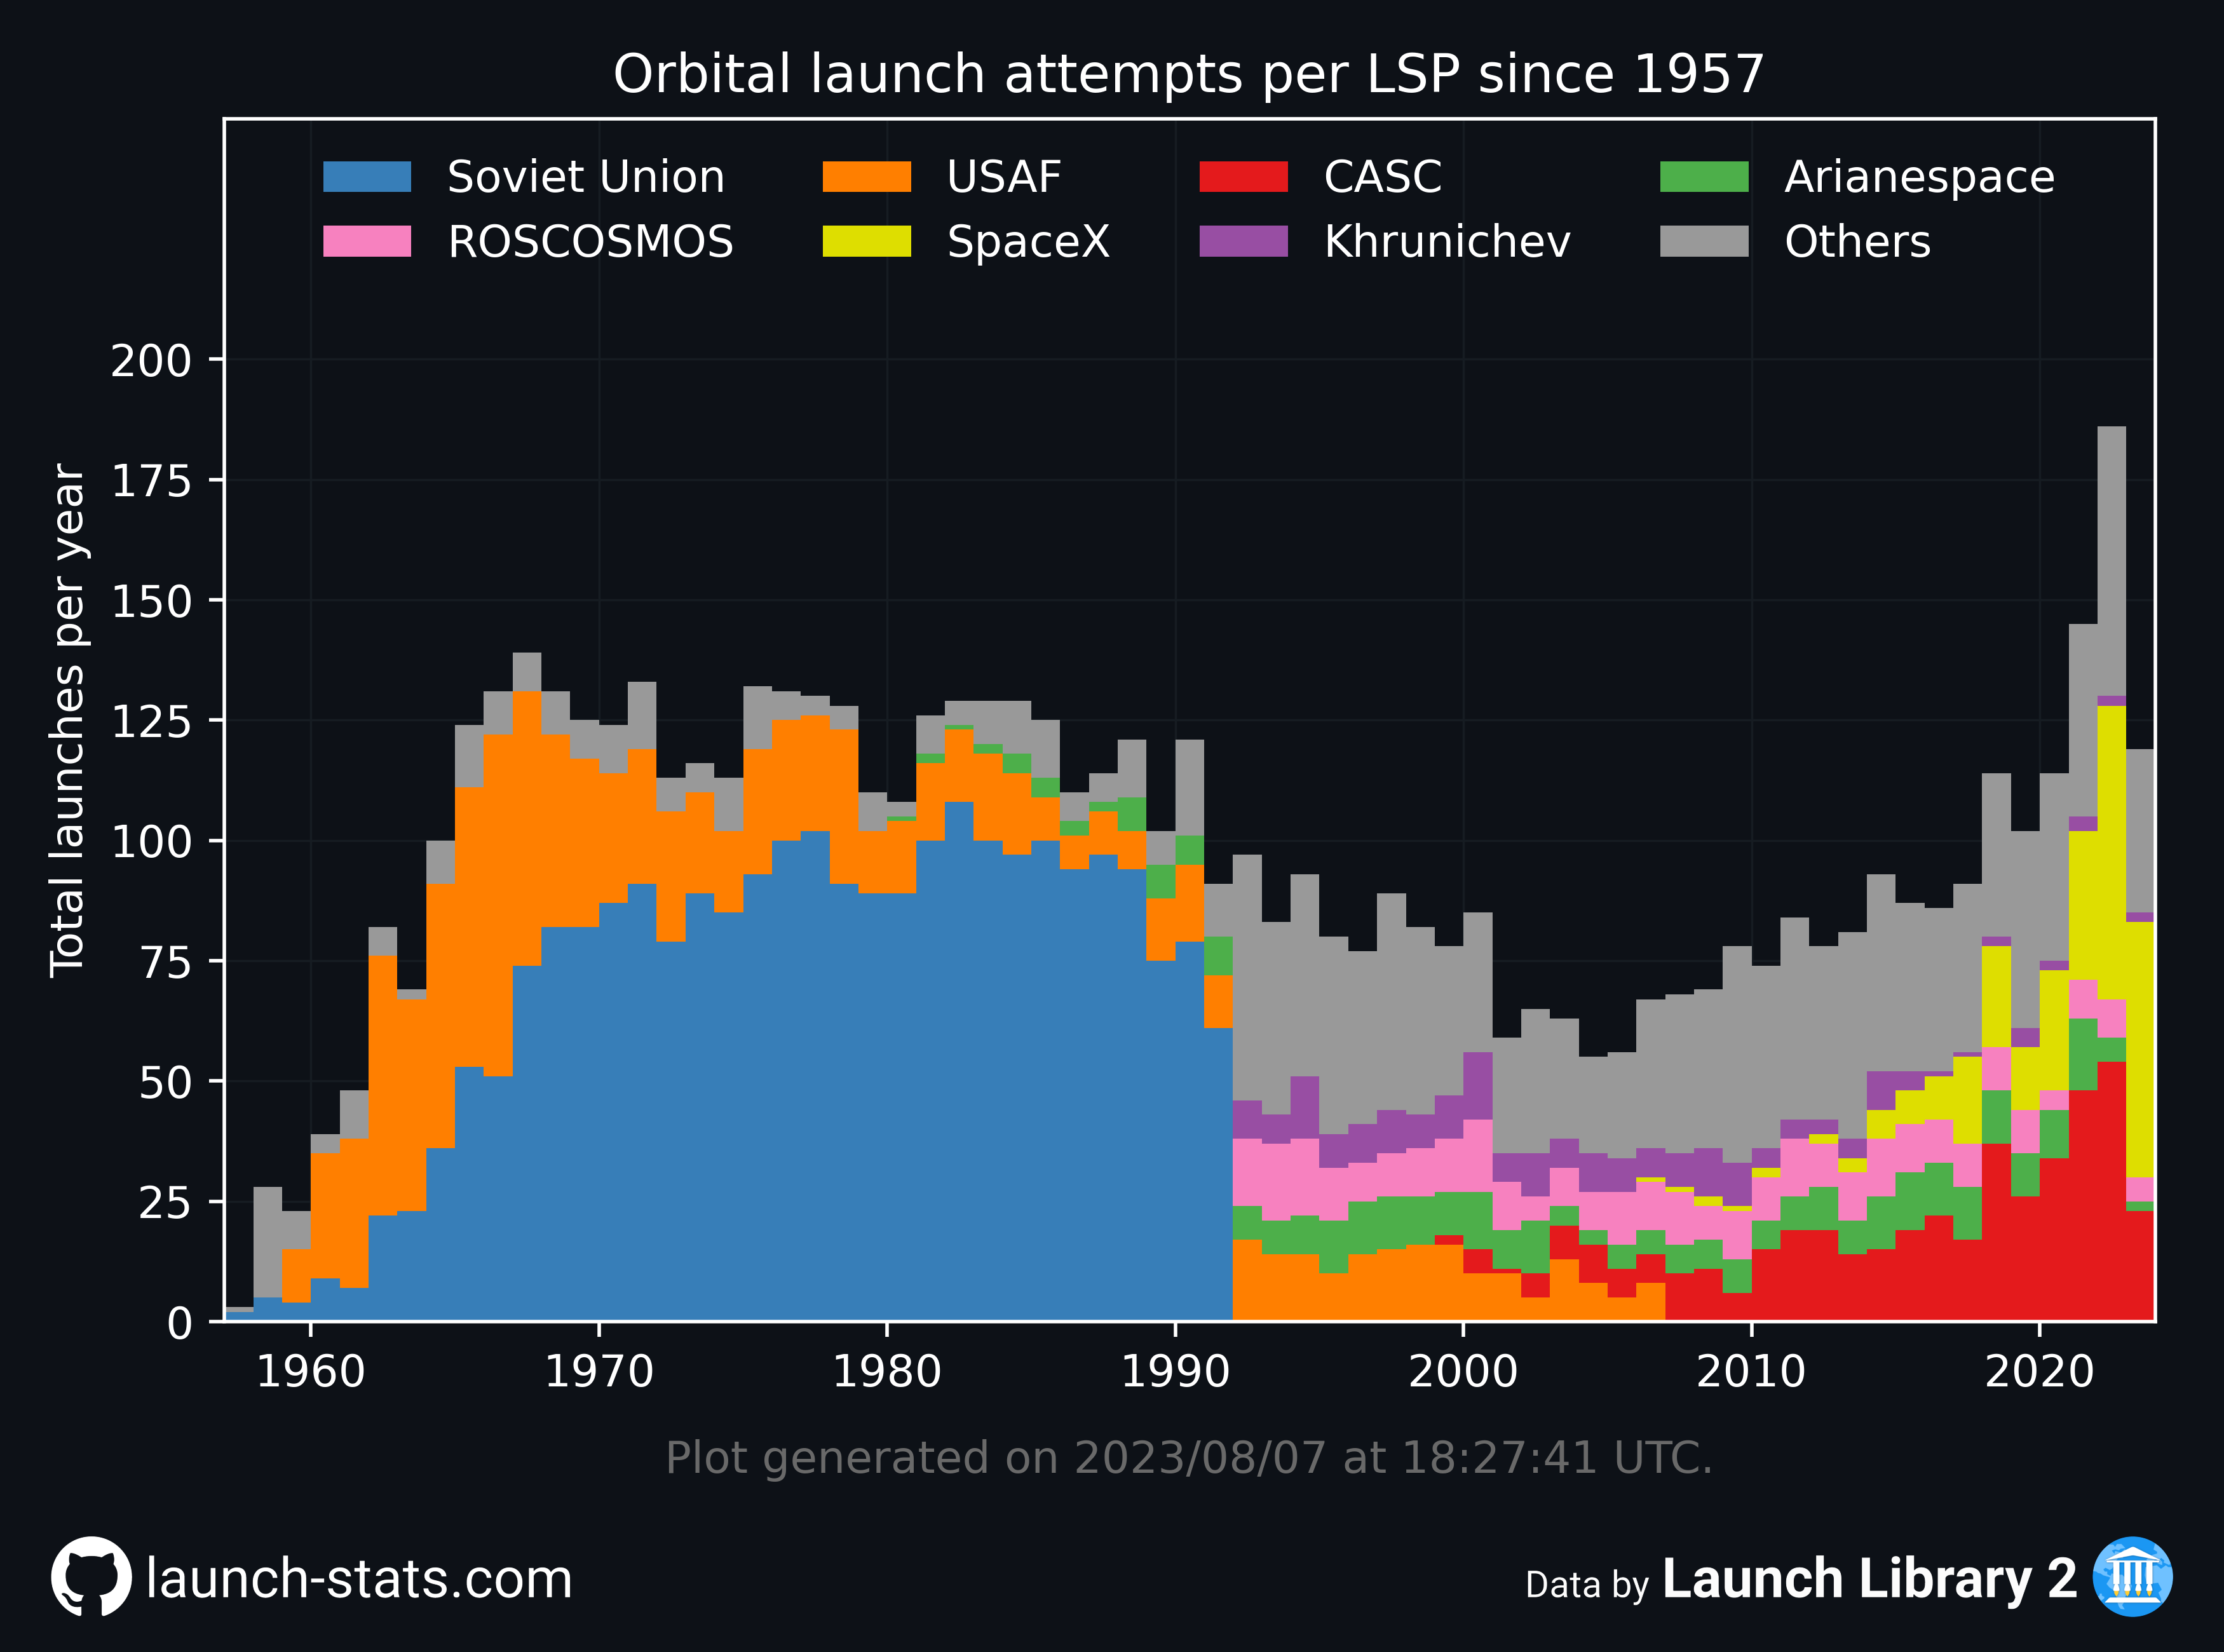 Orbital launch attempts per LSP since 1957
Soviet Union USAF CASC Arianespace
ROSCOSMOS SpaceX Khrunichev Others
Total launches per year
200
175
150
125
100
75
50
25
0
1960 1970 1980 1990 2000 2010 2020
Plot generated on 2023/08/07 at 18:27:41 UTC.
launch-stats.com
Data by Launch Library 2